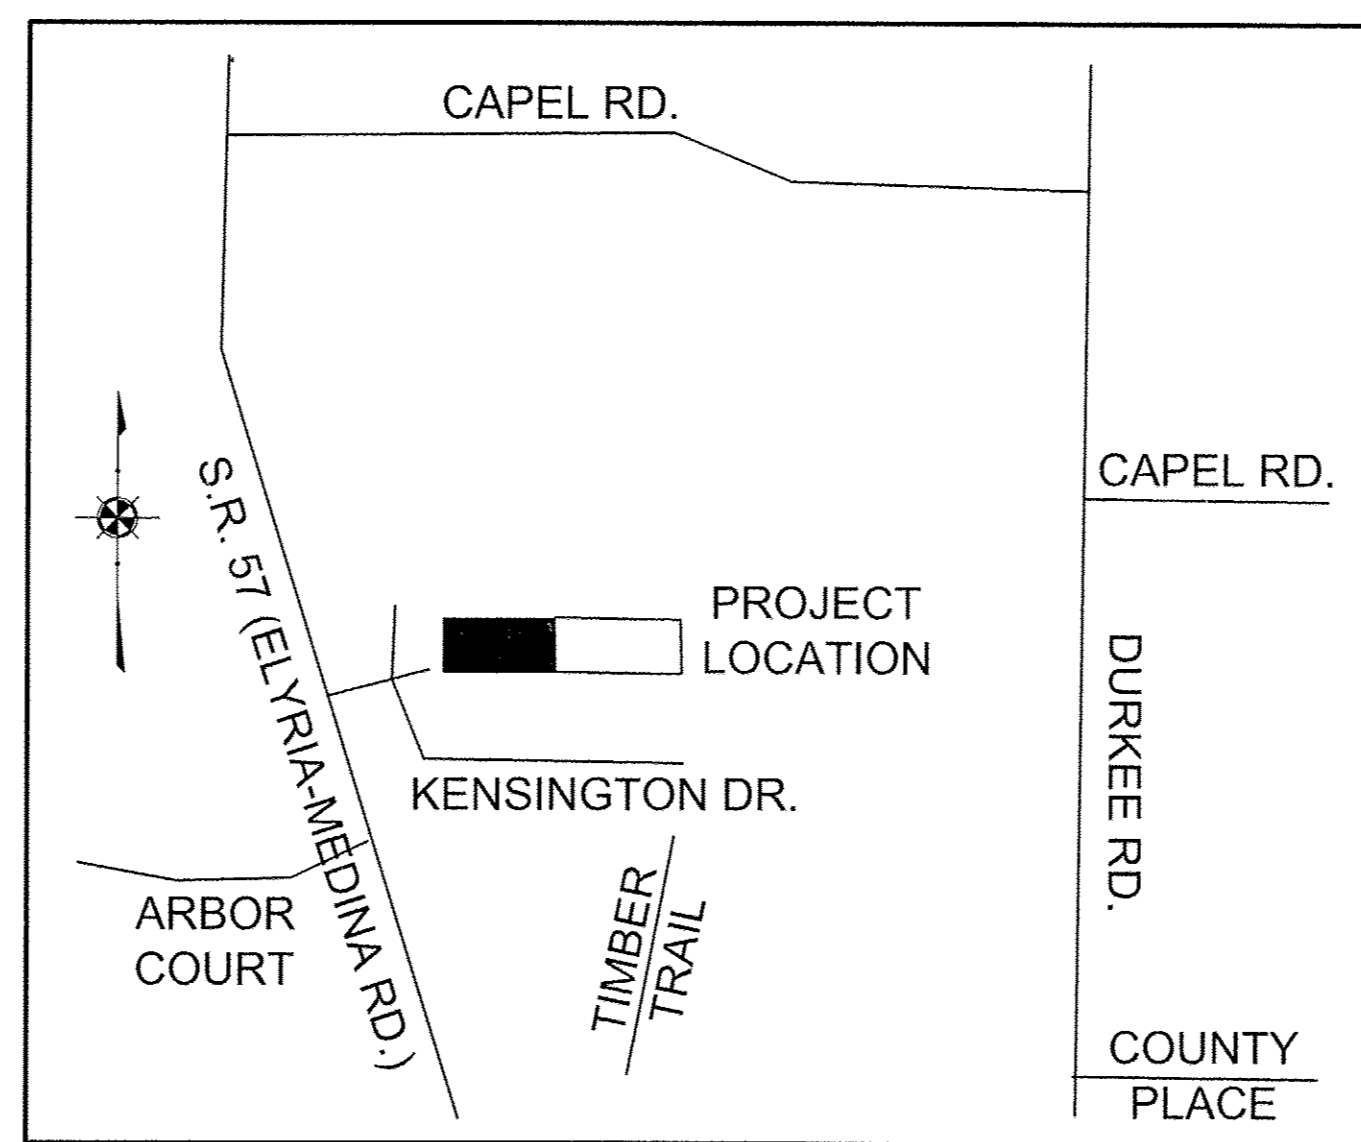 CAPEL RD.
CAPEL RD.
S.R. 57 (ELYRIA-MEDINA RD.)
PROJECT
LOCATION
DURKEE RD.
KENSINGTON DR.
ARBOR
COURT
TIMBER
TRAIL
COUNTY
PLACE